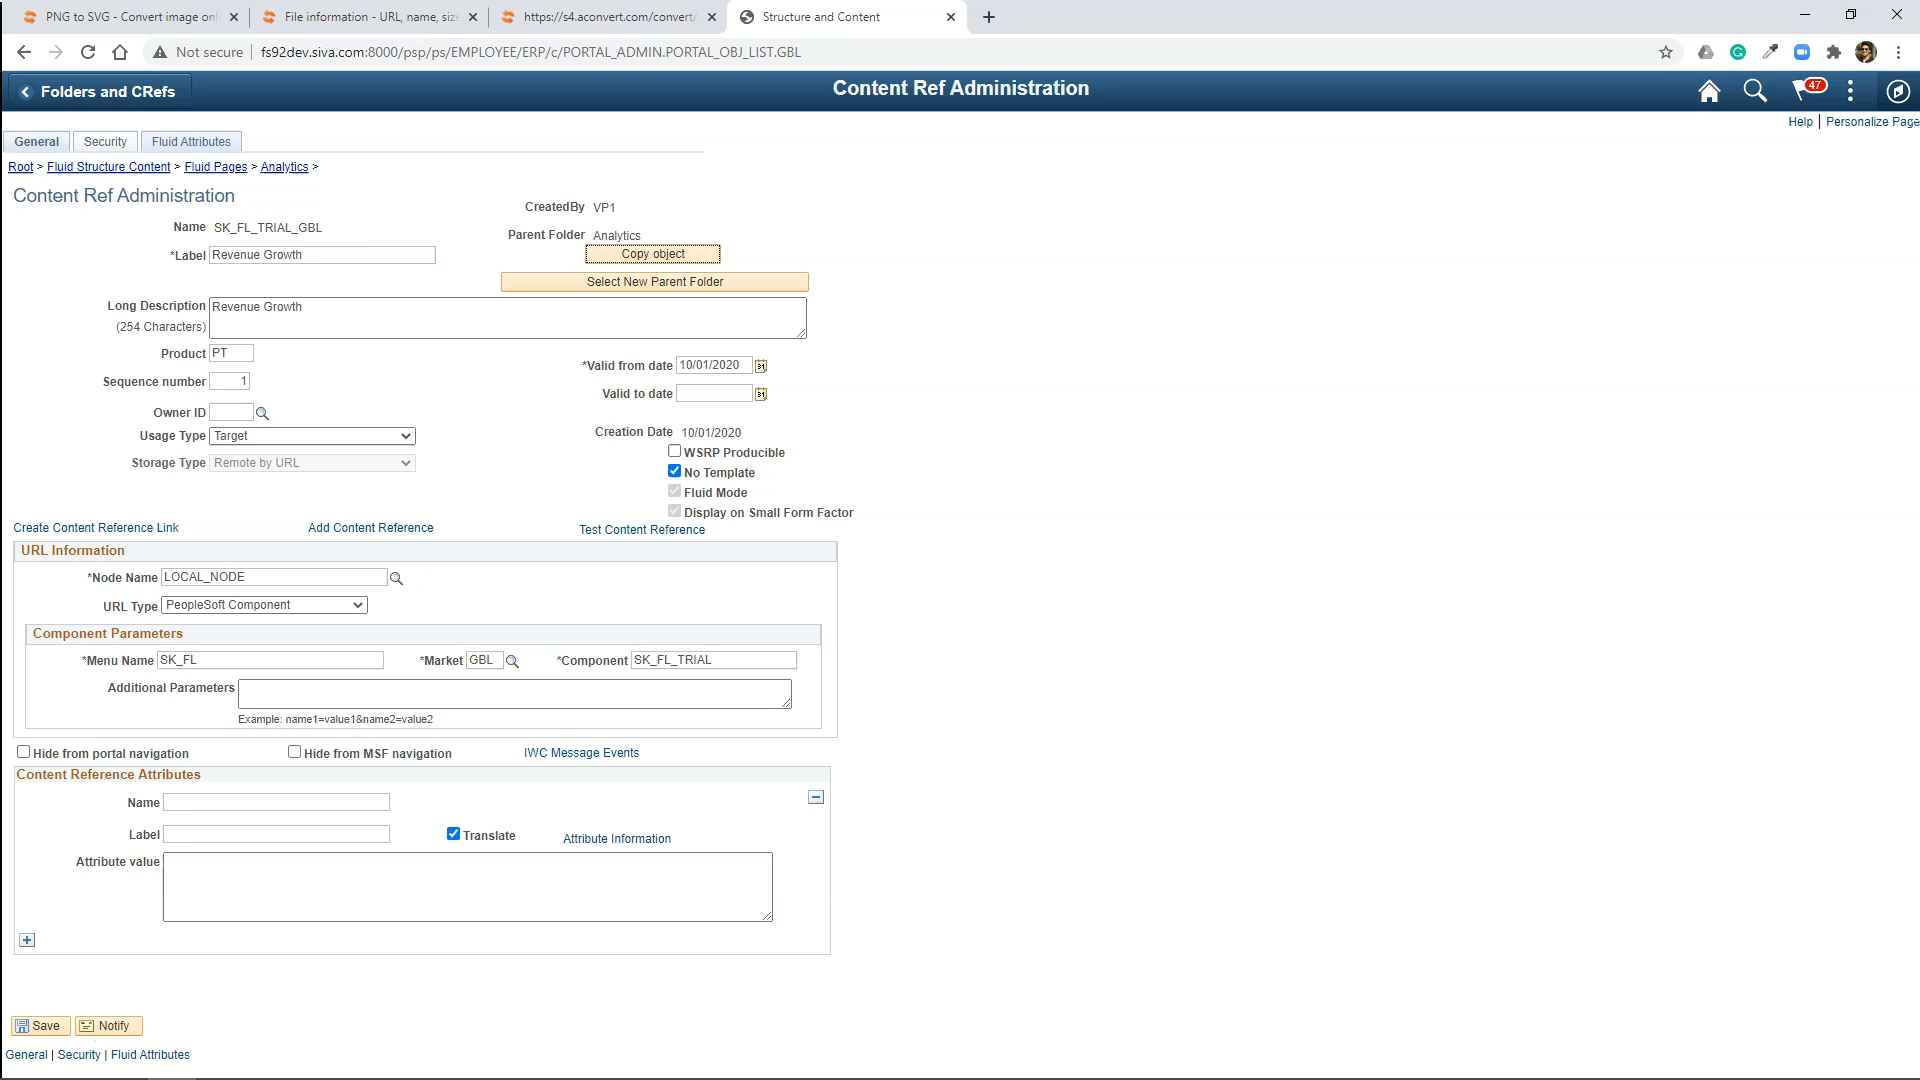 PNG to SVG - Convert image onl
File information - URL, name, size
https://s4.aconvert.com/convert/
Structure and Content
Not secure
fs92dev.siva.com:8000/psp/ps/EMPLOYEE/ERP/c/PORTAL_ADMIN.PORTAL_OBJ_LIST.GBL
Folders and CRefs
Content Ref Administration
47
Help | Personalize Page
General
Security
Fluid Attributes
Root > Fluid Structure Content > Fluid Pages > Analytics >
Content Ref Administration
CreatedBy VP1
Name SK_FL_TRIAL_GBL
Parent Folder Analytics
*Label Revenue Growth
Copy object
Select New Parent Folder
Long Description Revenue Growth
(254 Characters)
Product PT
*Valid from date 10/01/2020 31
Sequence number 1
Valid to date 31
Owner ID
Usage Type Target
Creation Date 10/01/2020
WSRP Producible
Storage Type Remote by URL
No Template
Fluid Mode
Display on Small Form Factor
Create Content Reference Link
Add Content Reference
Test Content Reference
URL Information
*Node Name LOCAL_NODE
URL Type PeopleSoft Component
Component Parameters
*Menu Name SK_FL
*Market GBL
*Component SK_FL_TRIAL
Additional Parameters
Example: name1=value1&name2=value2
Hide from portal navigation
Hide from MSF navigation
IWC Message Events
Content Reference Attributes
Name
Label
Translate
Attribute Information
Attribute value
Save
Notify
General | Security | Fluid Attributes